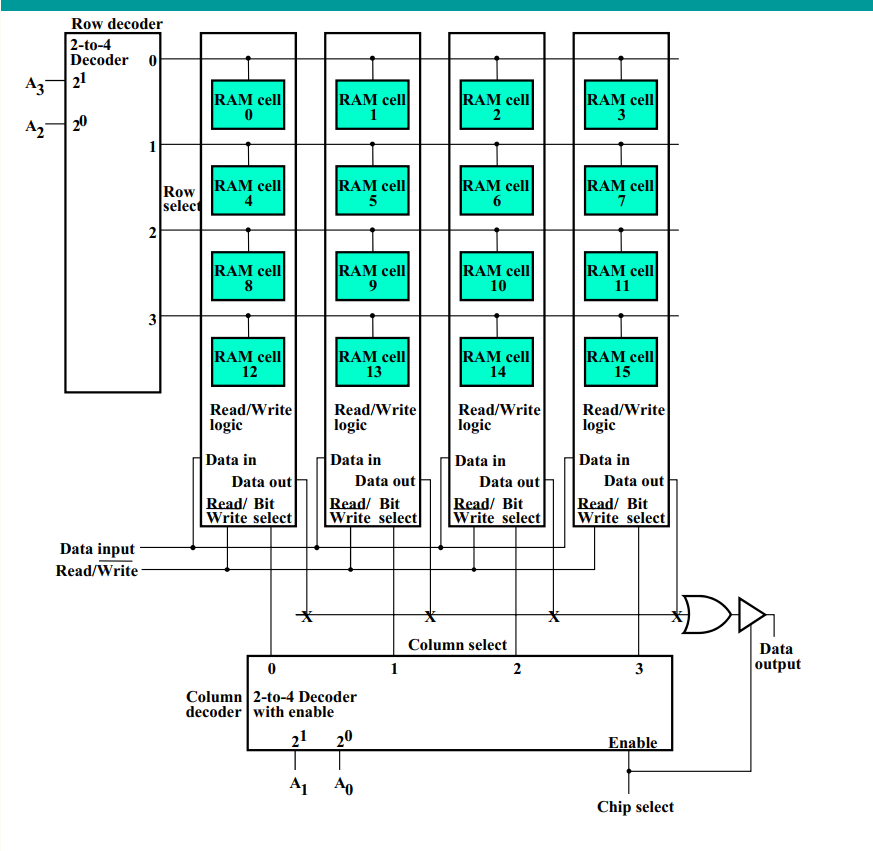 Row decoder
2-to-4
Decoder 0
A3 2^1
A2 2^0
RAM cell RAM cell RAM cell RAM cell
0 1 2 3
1
Row
select
RAM cell RAM cell RAM cell RAM cell
4 5 6 7
2
RAM cell RAM cell RAM cell RAM cell
8 9 10 11
3
RAM cell RAM cell RAM cell RAM cell
12 13 14 15
Read/Write Read/Write Read/Write Read/Write
logic logic logic logic
Data in Data in Data in Data in
Data out Data out Data out Data out
Read/ Bit Read/ Bit Read/ Bit Read/ Bit
Write select Write select Write select Write select
Data input
Read/Write
X X X X
Column select
Data
output
0 1 2 3
Column 2-to-4 Decoder
decoder with enable
2^1 2^0 Enable
A1 A0
Chip select